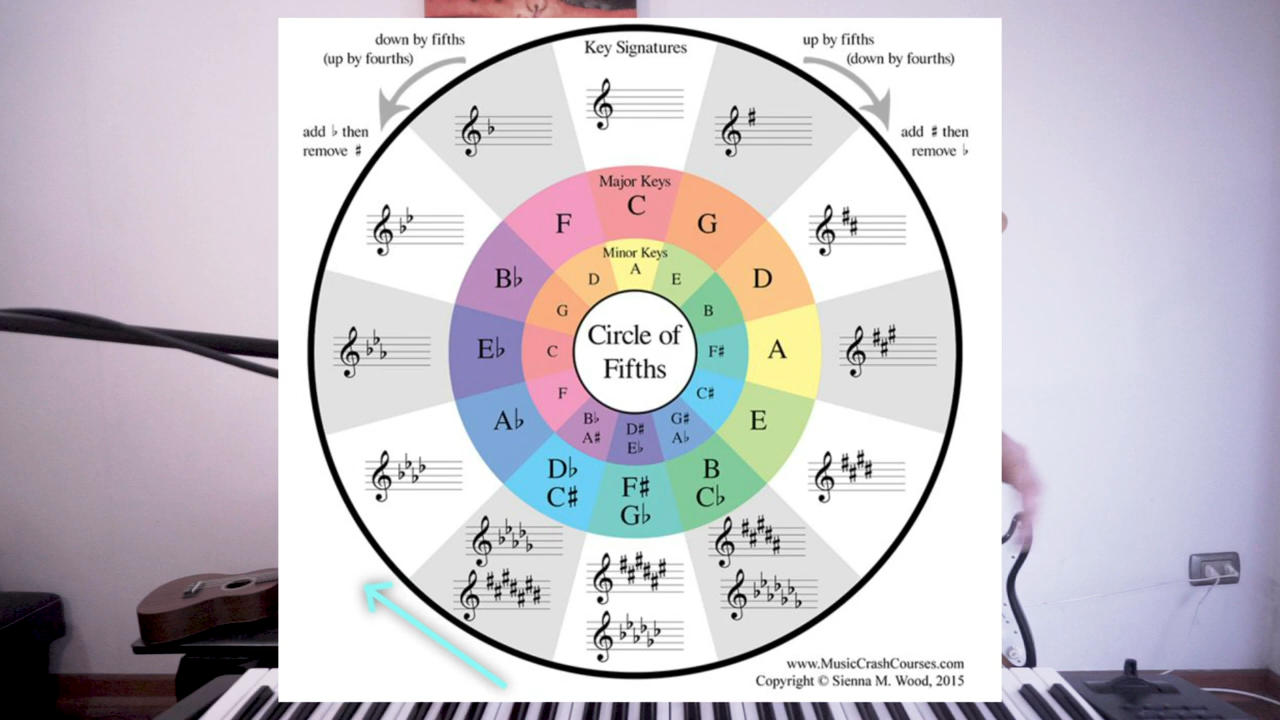 down by fifths
(up by fourths)
add ♭ then
remove ♯
Key Signatures
up by fifths
(down by fourths)
add ♯ then
remove ♭
Major Keys
C
G
D
A
E
B
C♭
F♯
G♭
D♭
C♯
A♭
E♭
B♭
F
Minor Keys
A
E
B
F♯
C♯
G♯
A♭
D♯
E♭
B♭
A♯
F
C
G
D
Circle of
Fifths
www.MusicCrashCourses.com
Copyright © Sienna M. Wood, 2015